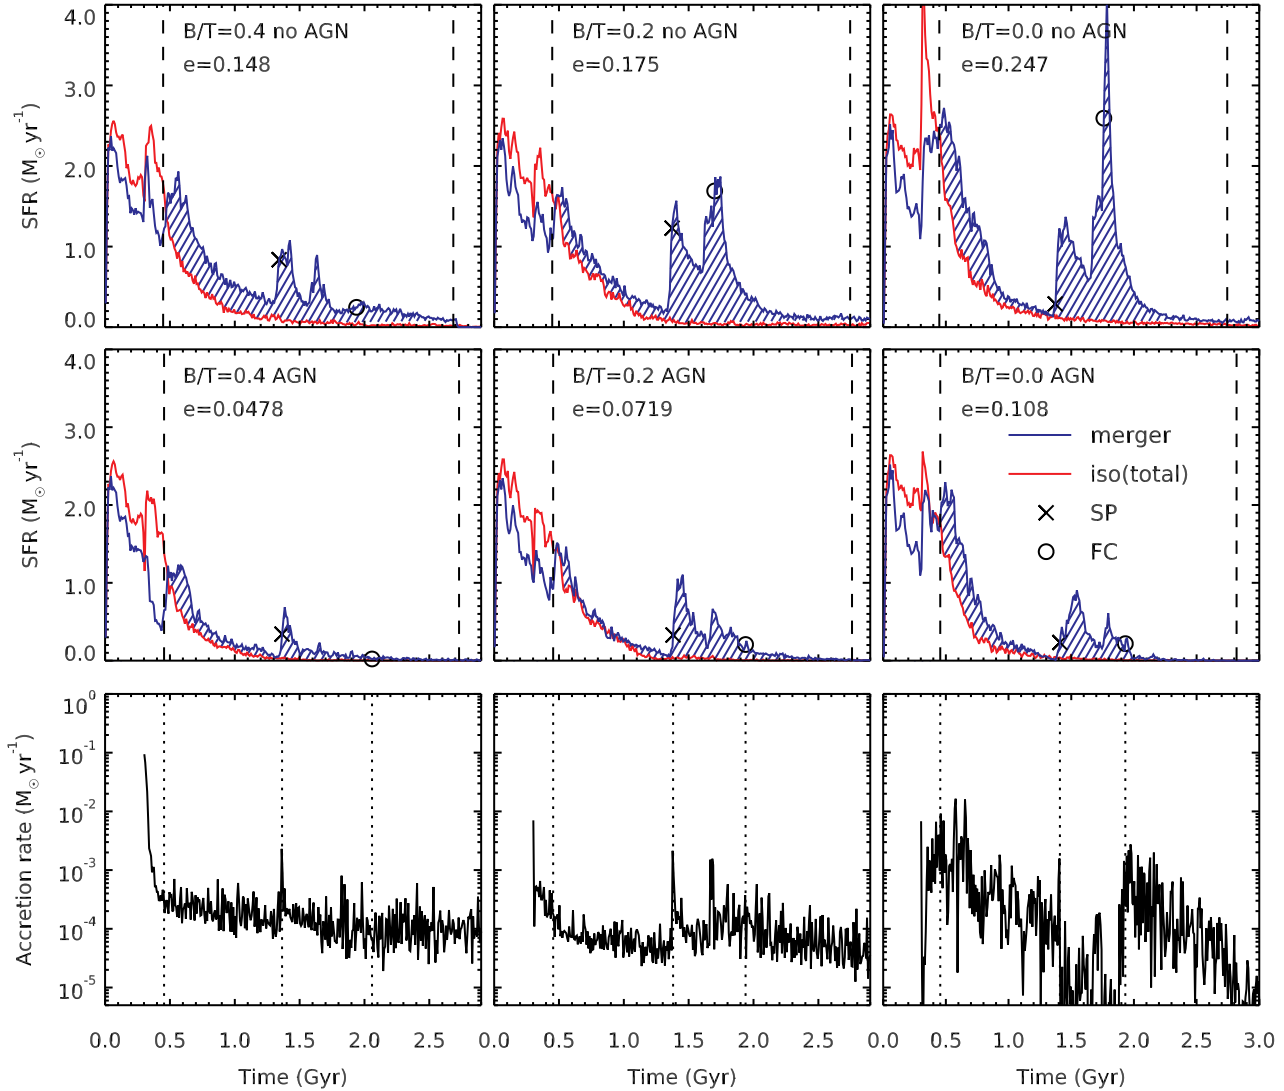 B/T=0.4 no AGN
e=0.148
B/T=0.2 no AGN
e=0.175
B/T=0.0 no AGN
e=0.247
4.0
3.0
2.0
1.0
0.0
SFR (M☉ yr⁻¹)
B/T=0.4 AGN
e=0.0478
B/T=0.2 AGN
e=0.0719
B/T=0.0 AGN
e=0.108
merger
iso(total)
SP
FC
4.0
3.0
2.0
1.0
0.0
SFR (M☉ yr⁻¹)
10⁰
10⁻¹
10⁻²
10⁻³
10⁻⁴
10⁻⁵
Accretion rate (M☉ yr⁻¹)
0.0 0.5 1.0 1.5 2.0 2.5 0.0 0.5 1.0 1.5 2.0 2.5 0.0 0.5 1.0 1.5 2.0 2.5 3.0
Time (Gyr) Time (Gyr) Time (Gyr)